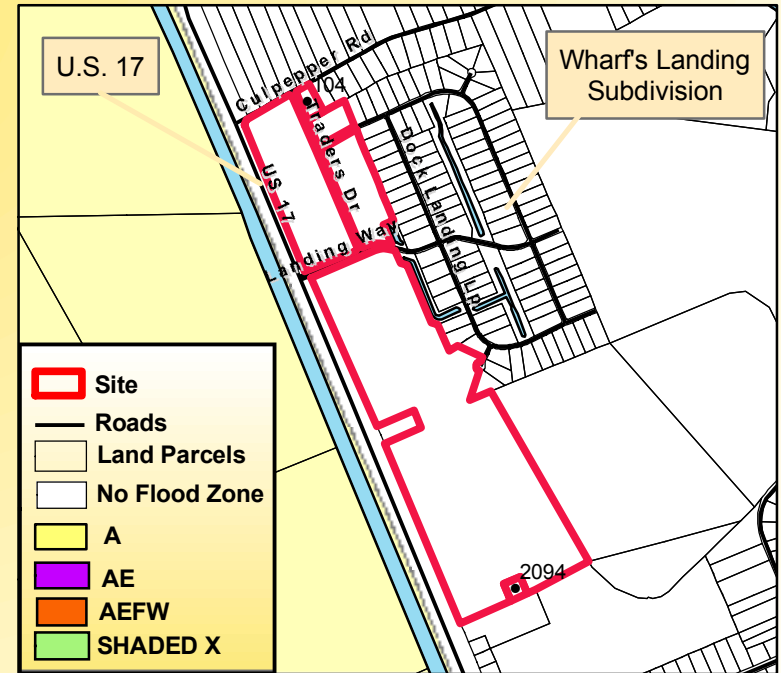 U.S. 17
Wharf's Landing
Subdivision
Culpepper Rd
104
Traders Dr
Dock Landing Lp
US 17
Landing Way
2094
Site
Roads
Land Parcels
No Flood Zone
A
AE
AEFW
SHADED X